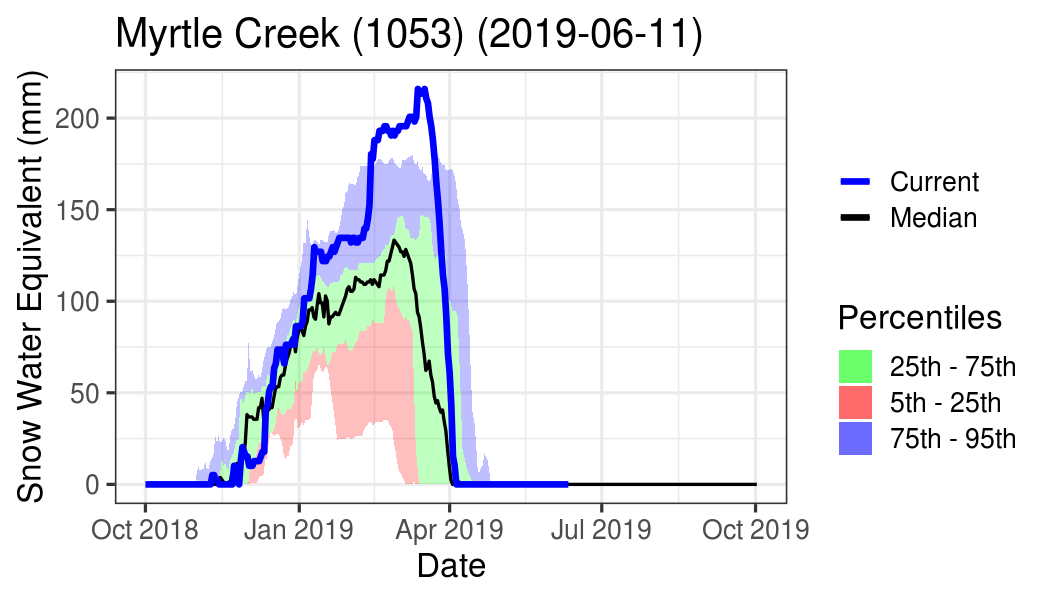 Myrtle Creek (1053) (2019-06-11)
Snow Water Equivalent (mm)
200
150
100
50
0
Oct 2018 Jan 2019 Apr 2019 Jul 2019 Oct 2019
Date
Current
Median
Percentiles
25th - 75th
5th - 25th
75th - 95th